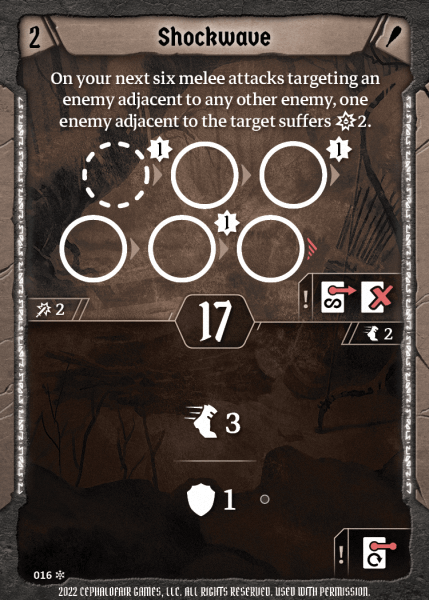 2
Shockwave
On your next six melee attacks targeting an
enemy adjacent to any other enemy, one
enemy adjacent to the target suffers 2.
1
1
1
! S
2
17
2
3
1
!
016
2022 CEPHALOFAIR GAMES, LLC. ALL RIGHTS RESERVED. USED WITH PERMISSION.